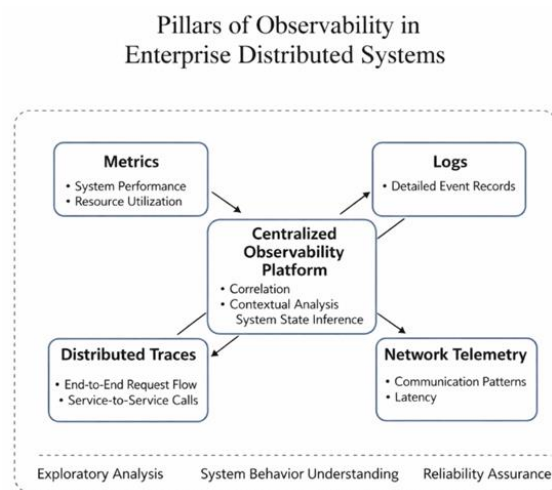 Pillars of Observability in
Enterprise Distributed Systems
Metrics
• System Performance
• Resource Utilization
Logs
• Detailed Event Records
Centralized
Observability
Platform
• Correlation
• Contextual Analysis
System State Inference
Distributed Traces
• End-to-End Request Flow
• Service-to-Service Calls
Network Telemetry
• Communication Patterns
• Latency
Exploratory Analysis System Behavior Understanding Reliability Assurance